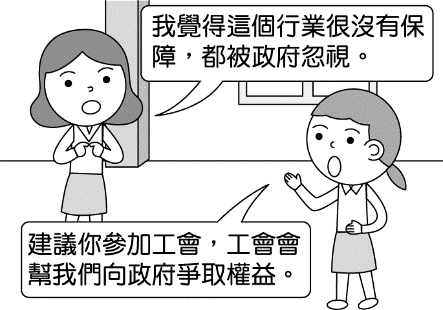 我覺得這個行業很沒有保
障，都被政府忽視。
建議你參加工會，工會會
幫我們向政府爭取權益。